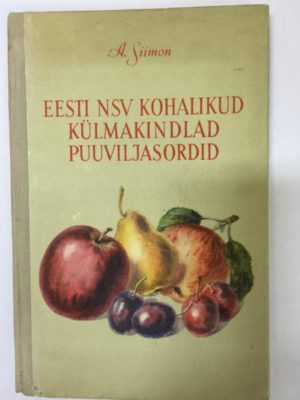 A. Siimon
EESTI NSV KOHALIKUD
KÜLMAKINDLAD
PUUVILJASORDID